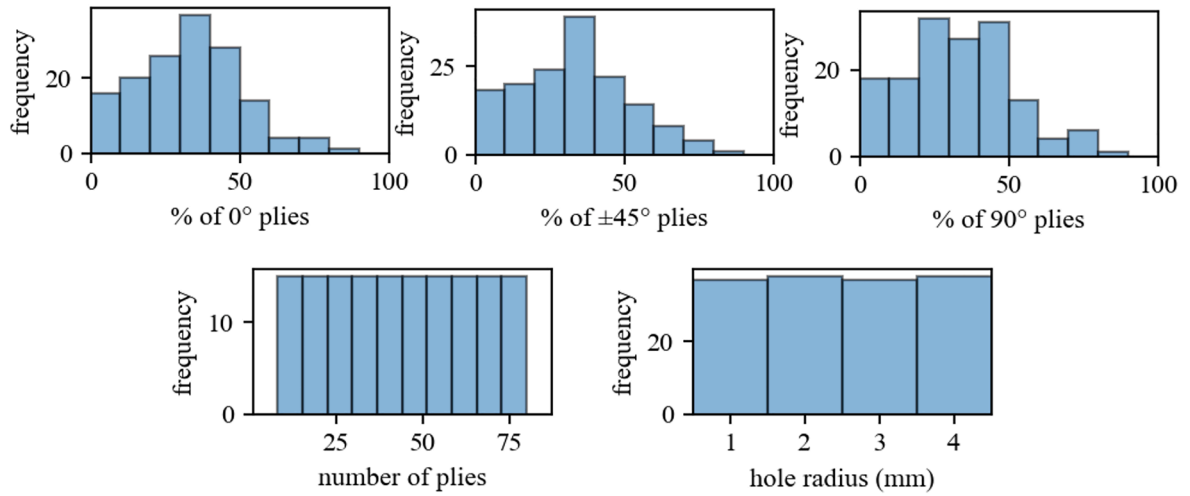 frequency
20
0
0
50
100
% of 0° plies
frequency
25
0
0
50
100
% of ±45° plies
frequency
20
0
0
50
100
% of 90° plies
frequency
10
0
25
50
75
number of plies
frequency
20
0
1
2
3
4
hole radius (mm)